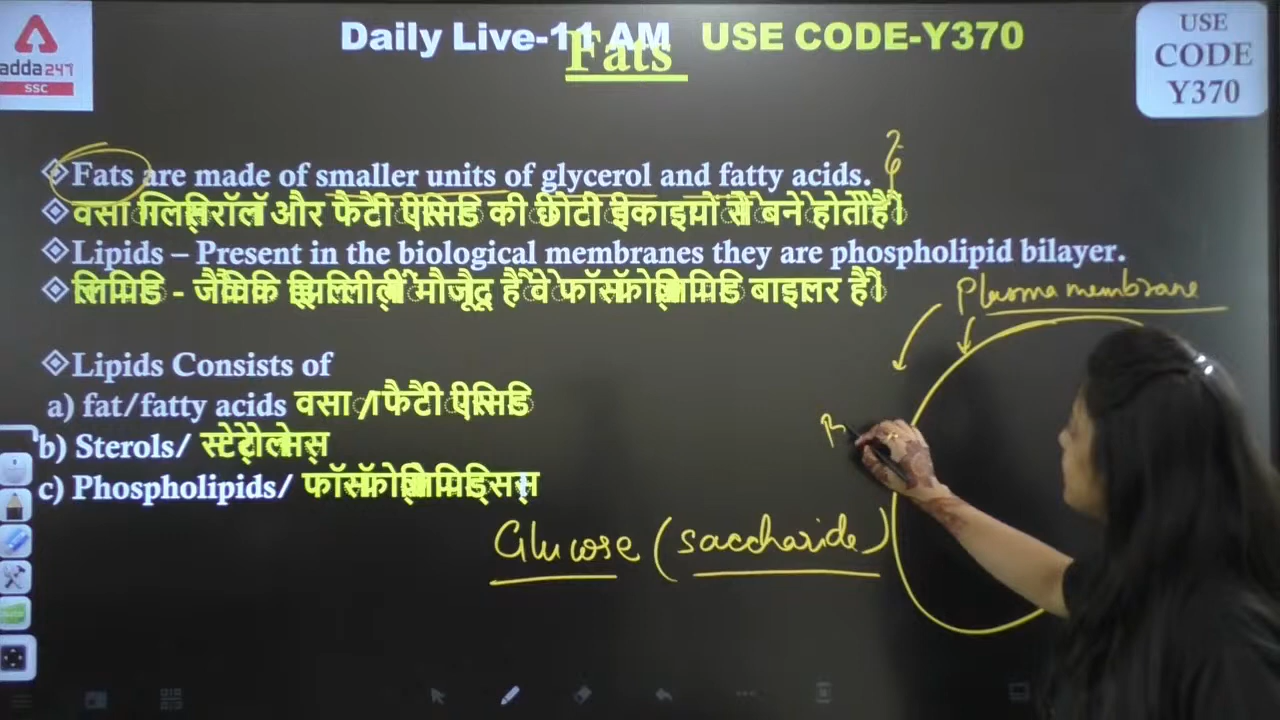 Daily Live-11 AM USE CODE-Y370
USE
CODE
Y370
adda247
SSC
Fats
Fats are made of smaller units of glycerol and fatty acids.
वसा ग्लिसरॉल और फैटी एसिड की छोटी इकाइयों से बने होते हैं
Lipids – Present in the biological membranes they are phospholipid bilayer.
लिपिड - जैविक झिल्ली में मौजूद हैं वे फॉस्फोलिपिड बाइलर हैं
Plasma membrane
Lipids Consists of
a) fat/fatty acids वसा /फैटी एसिड
b) Sterols/ स्टेरोल्स
c) Phospholipids/ फॉस्फोलिपिड्स
Glucose (saccharide)